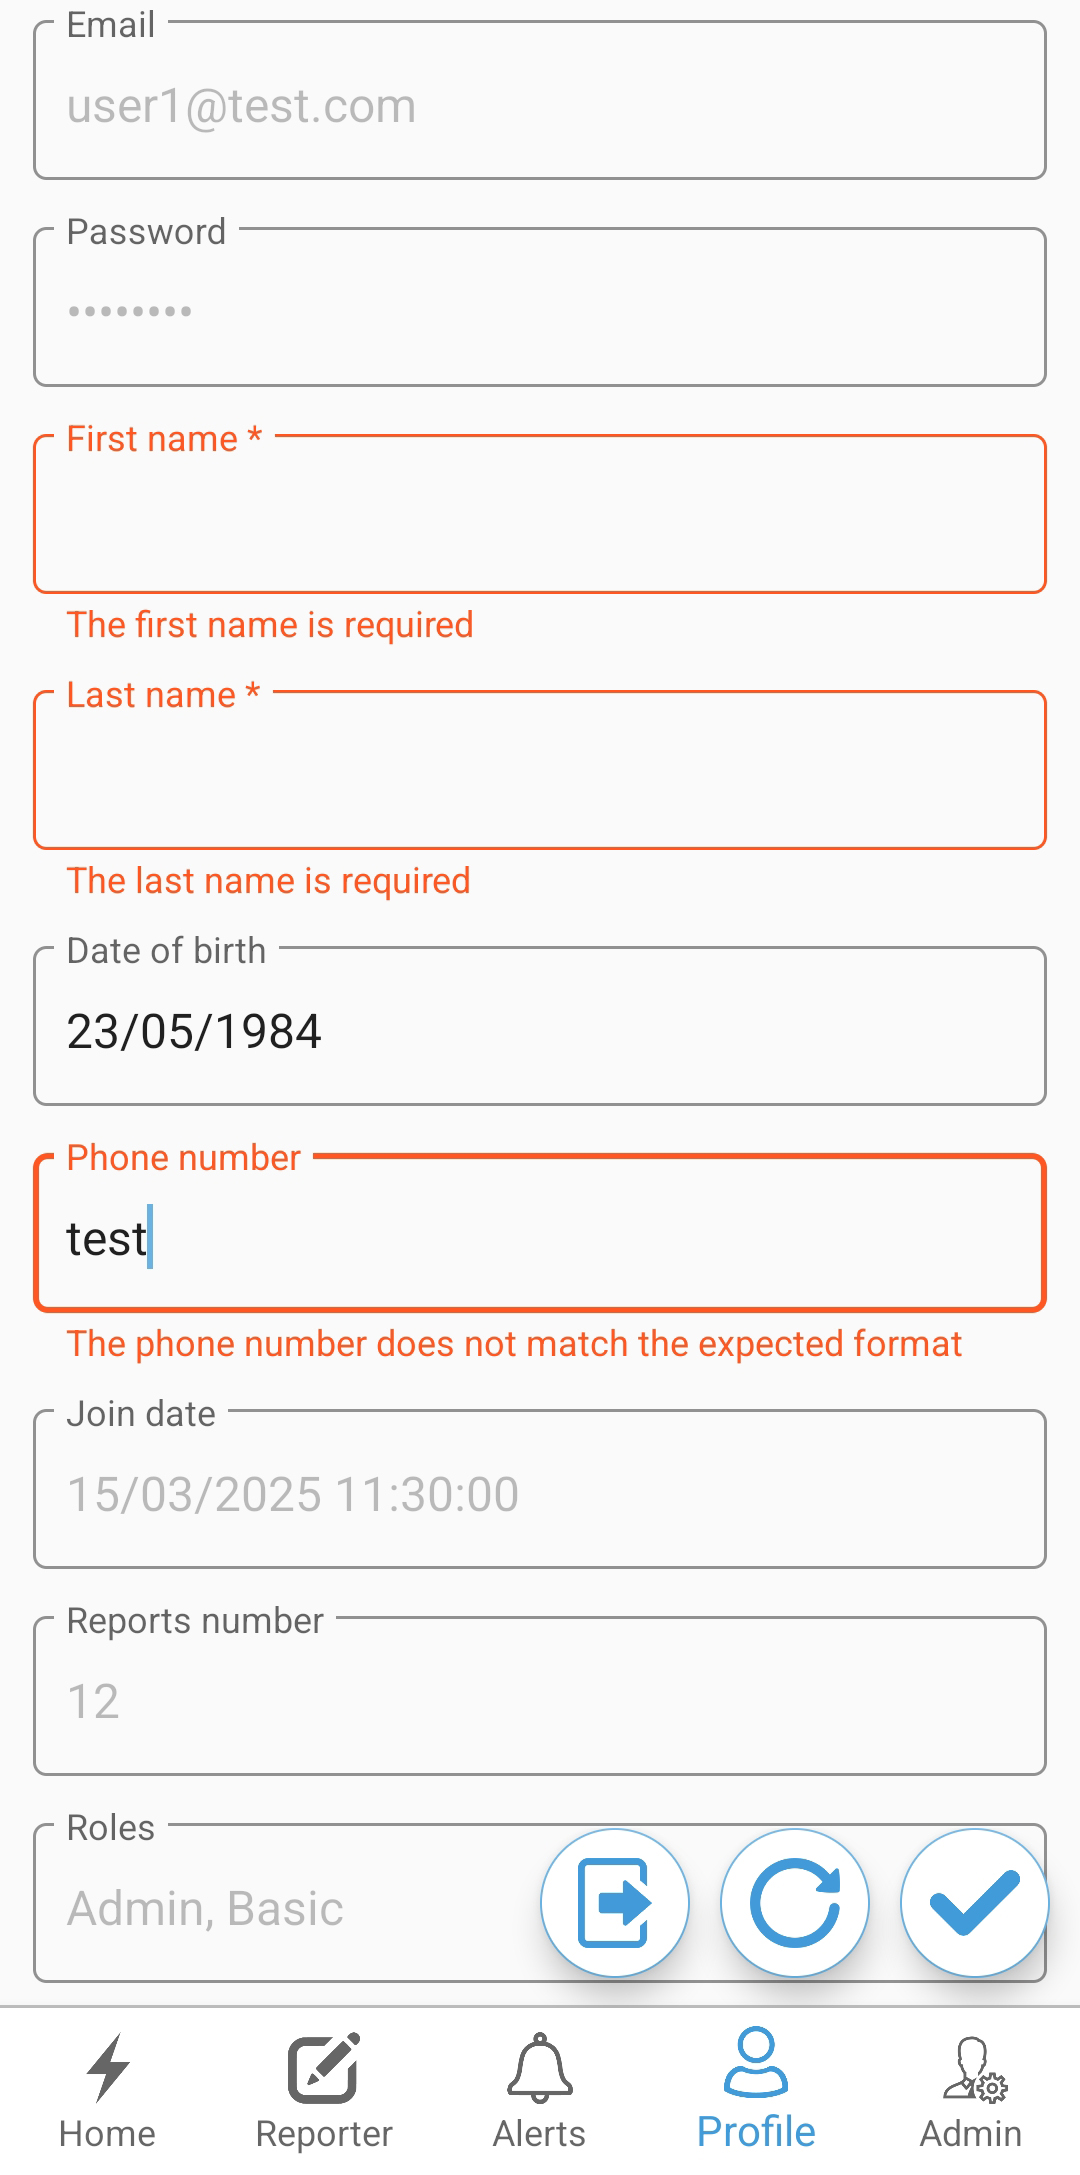 Email
user1@test.com
Password
••••••••
First name *
The first name is required
Last name *
The last name is required
Date of birth
23/05/1984
Phone number
test
The phone number does not match the expected format
Join date
15/03/2025 11:30:00
Reports number
12
Roles
Admin, Basic
Home Reporter Alerts Profile Admin